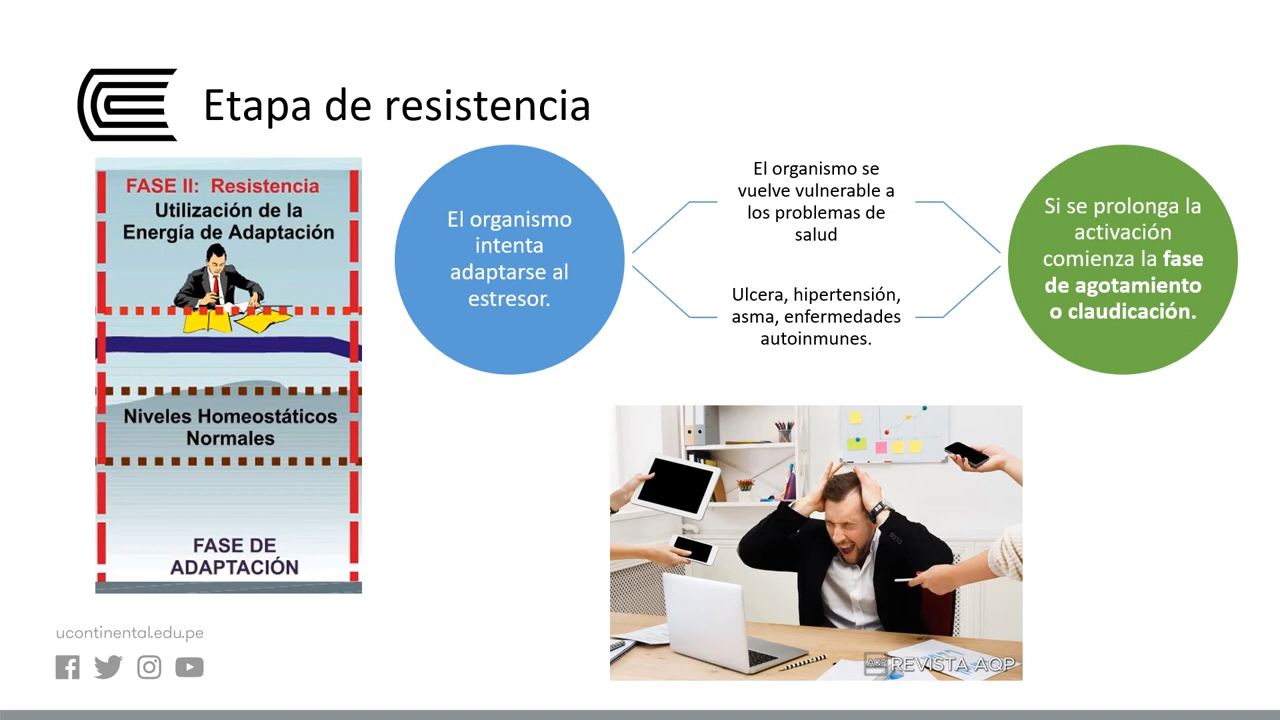 Etapa de resistencia
FASE II: Resistencia
Utilización de la
Energía de Adaptación
Niveles Homeostáticos
Normales
FASE DE
ADAPTACIÓN
El organismo
intenta
adaptarse al
estresor.
El organismo se
vuelve vulnerable a
los problemas de
salud
Ulcera, hipertensión,
asma, enfermedades
autoinmunes.
Si se prolonga la
activación
comienza la fase
de agotamiento
o claudicación.
AQP REVISTA AQP
ucontinental.edu.pe